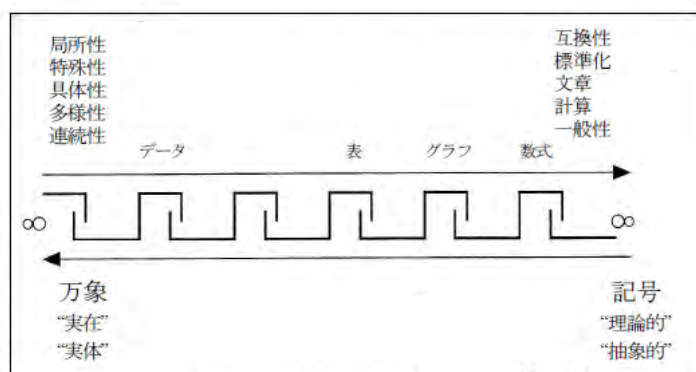 局所性
特殊性
具体性
多様性
連続性
互換性
標準化
文章
計算
一般性
データ
表
グラフ
数式
∞
∞
万象
“実在”
“実体”
記号
“理論的”
“抽象的”